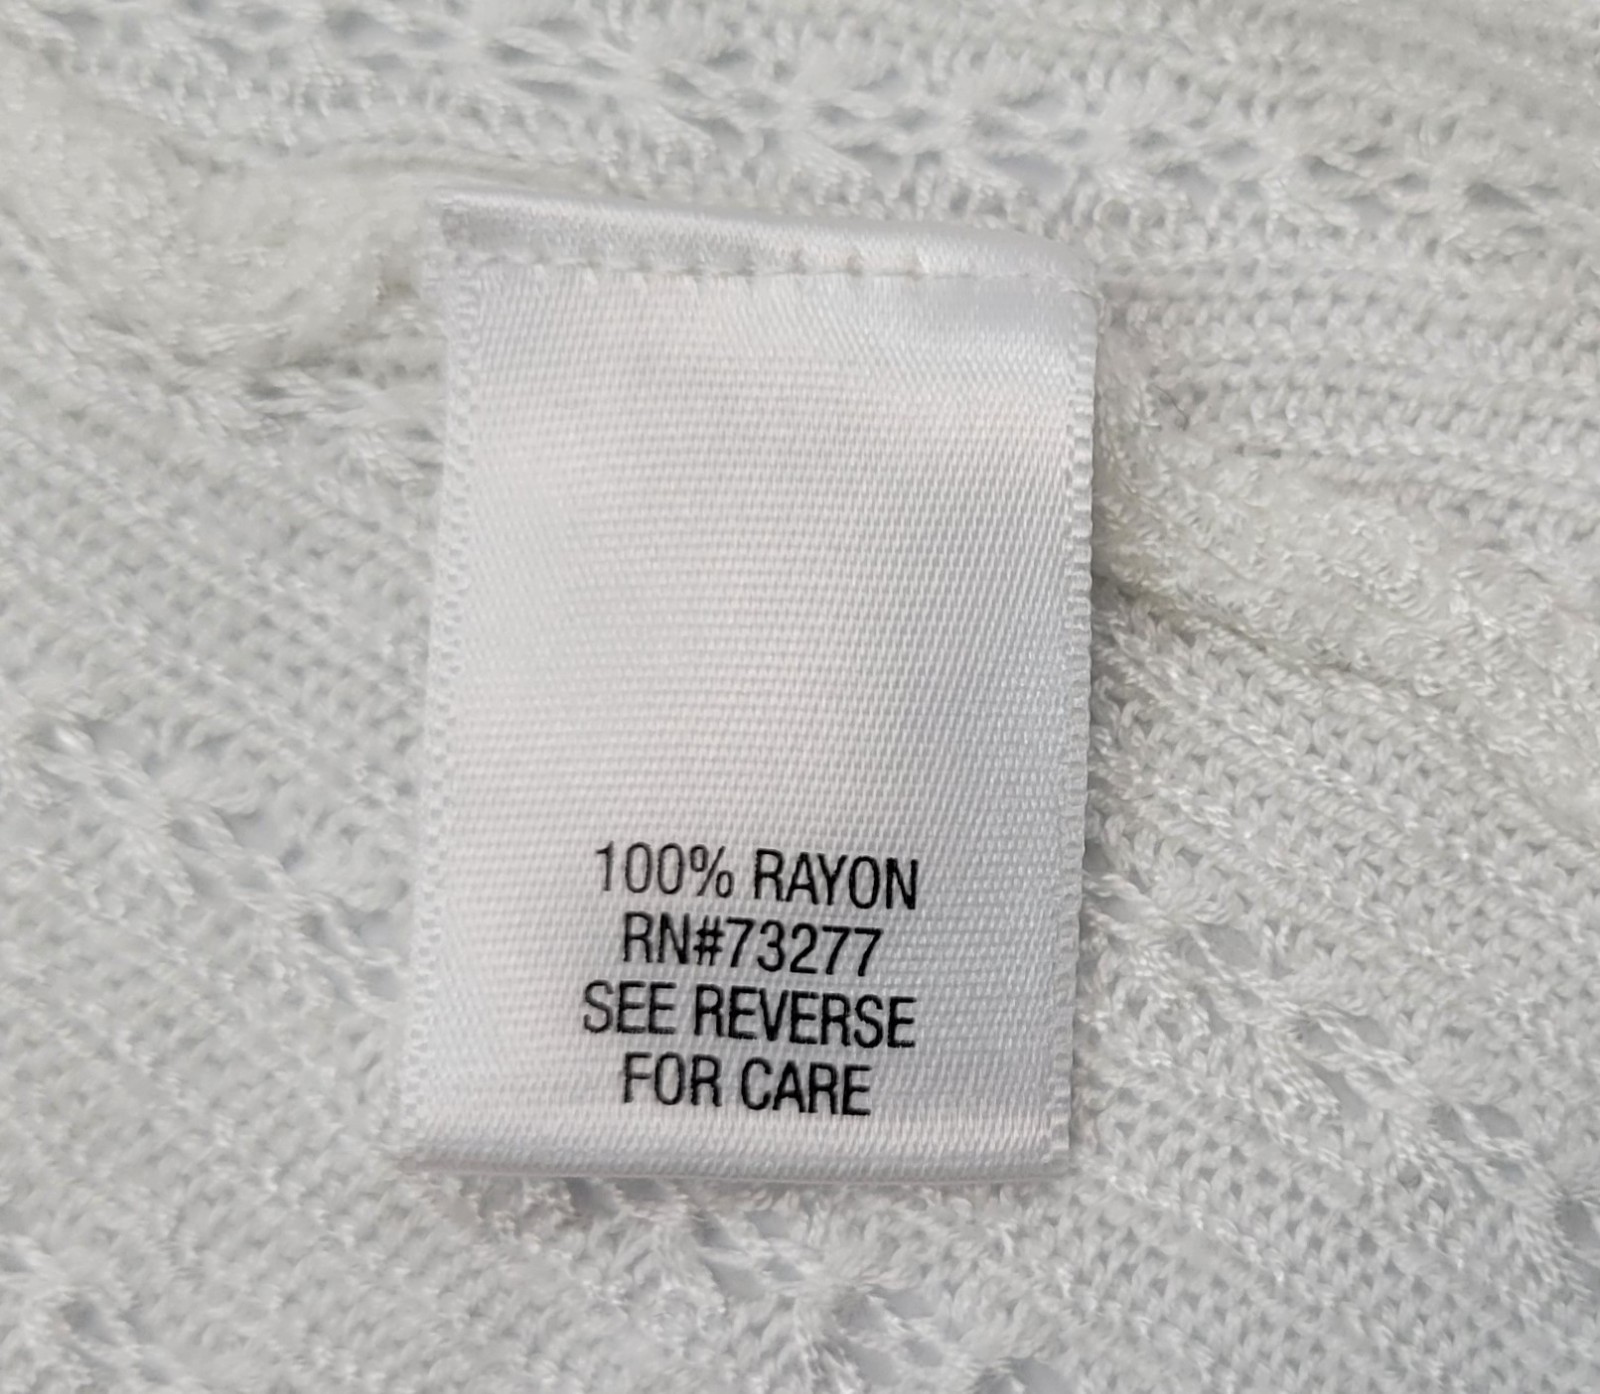 100% RAYON
RN#73277
SEE REVERSE
FOR CARE